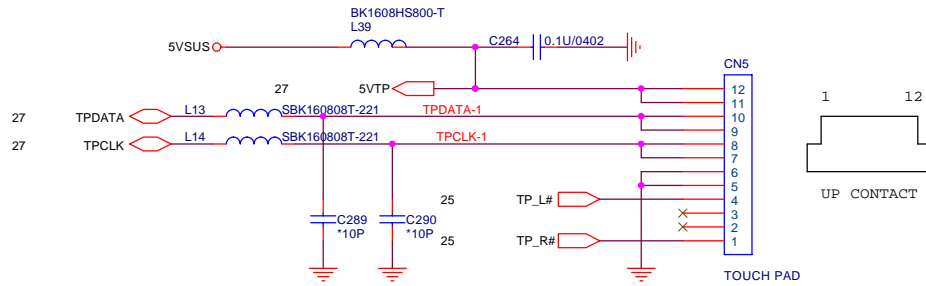 BK1608HS800-T
L39
5VSUS
C264
0.1U/0402
CN5
27
5VTP
12
11
27
TPDATA
L13
SBK160808T-221
TPDATA-1
10
9
27
TPCLK
L14
SBK160808T-221
TPCLK-1
8
7
6
5
25
TP_L#
4
3
2
25
TP_R#
1
C289
*10P
C290
*10P
TOUCH PAD
1
12
UP CONTACT